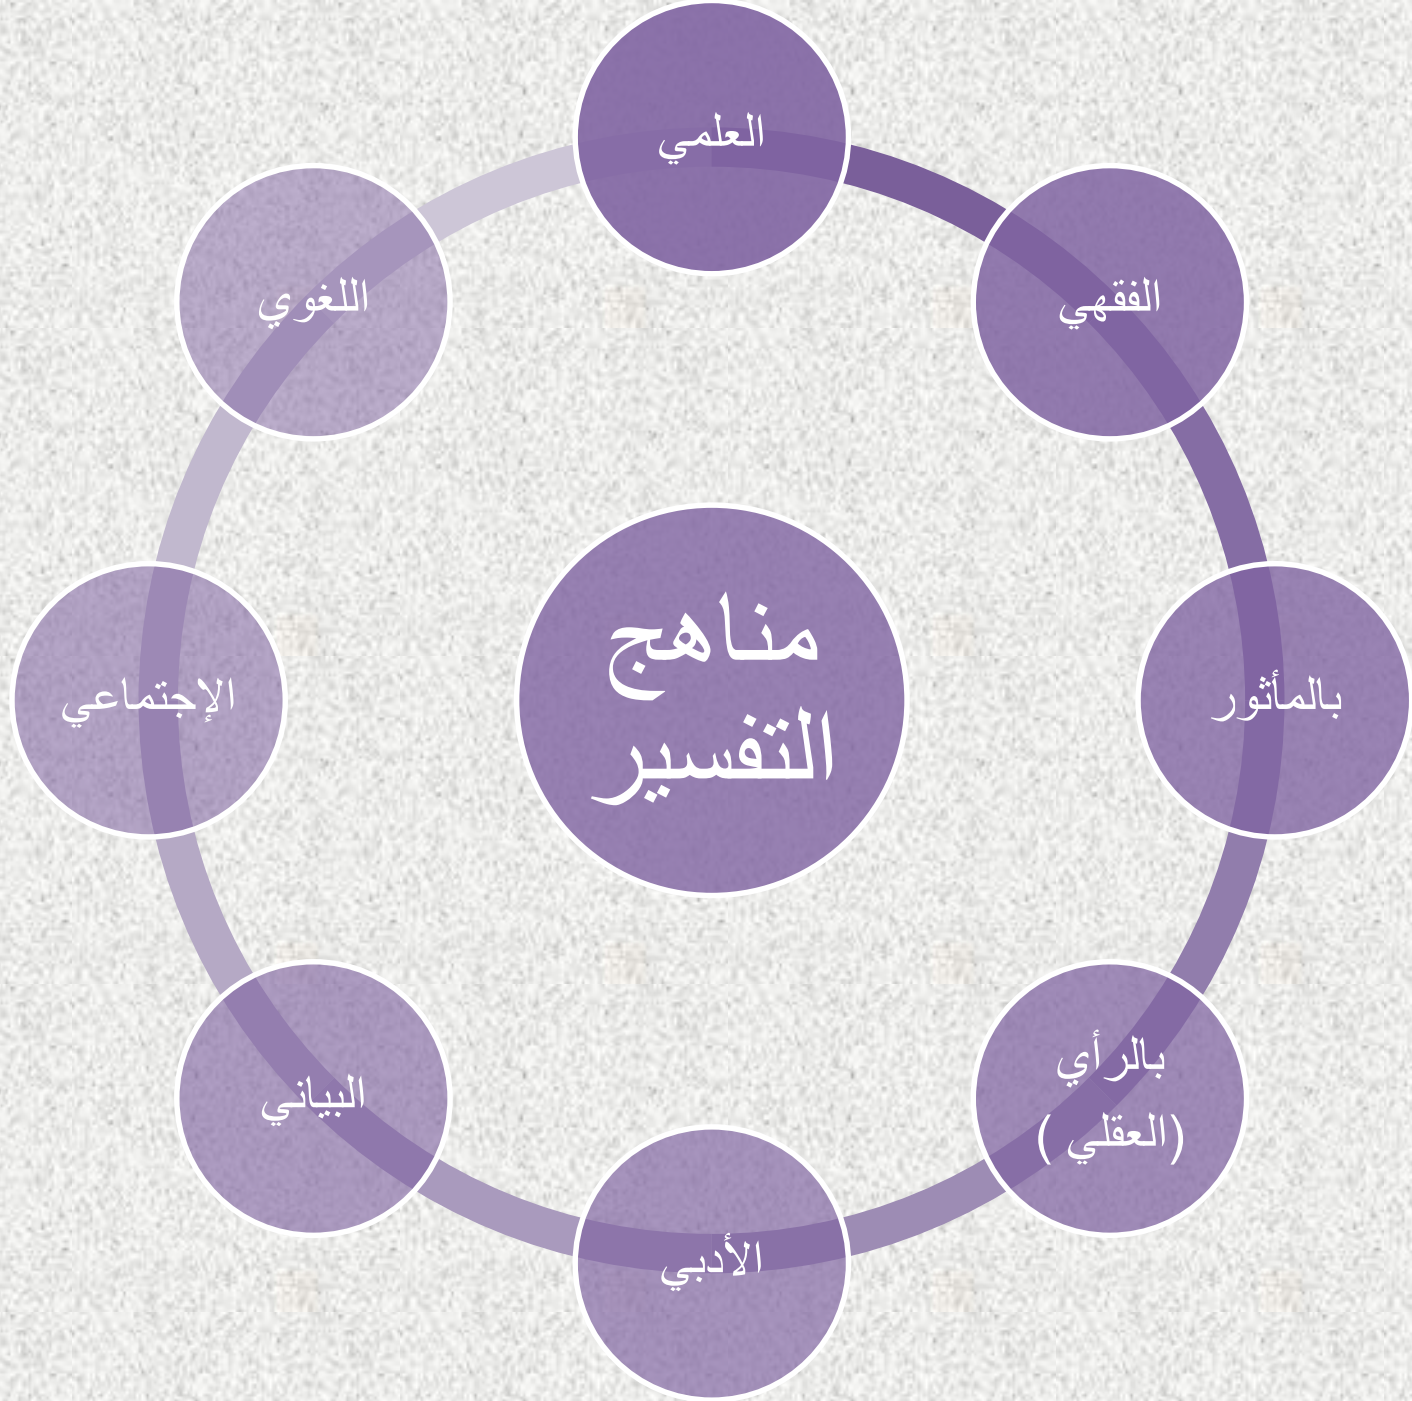 مناهج
التفسير
العلمي
الفقهي
بالمأثور
بالرأي
(العقلي )
الأدبي
البياني
الإجتماعي
اللغوي